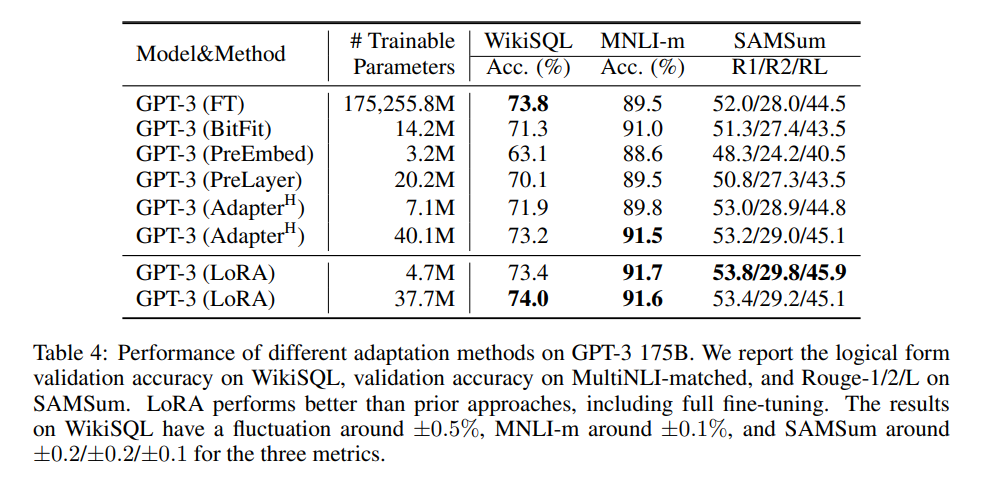 Model&Method # Trainable Parameters WikiSQL MNLI-m SAMSum
Acc. (%) Acc. (%) R1/R2/RL
GPT-3 (FT) 175,255.8M 73.8 89.5 52.0/28.0/44.5
GPT-3 (BitFit) 14.2M 71.3 91.0 51.3/27.4/43.5
GPT-3 (PreEmbed) 3.2M 63.1 88.6 48.3/24.2/40.5
GPT-3 (PreLayer) 20.2M 70.1 89.5 50.8/27.3/43.5
GPT-3 (AdapterH) 7.1M 71.9 89.8 53.0/28.9/44.8
GPT-3 (AdapterH) 40.1M 73.2 91.5 53.2/29.0/45.1
GPT-3 (LoRA) 4.7M 73.4 91.7 53.8/29.8/45.9
GPT-3 (LoRA) 37.7M 74.0 91.6 53.4/29.2/45.1
Table 4: Performance of different adaptation methods on GPT-3 175B. We report the logical form
validation accuracy on WikiSQL, validation accuracy on MultiNLI-matched, and Rouge-1/2/L on
SAMSum. LoRA performs better than prior approaches, including full fine-tuning. The results
on WikiSQL have a fluctuation around ±0.5%, MNLI-m around ±0.1%, and SAMSum around
±0.2/±0.2/±0.1 for the three metrics.